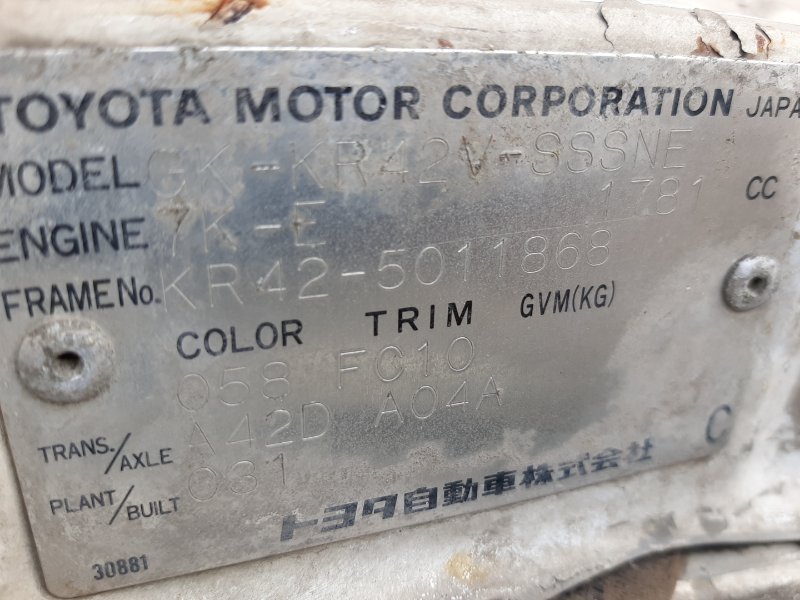 TOYOTA MOTOR CORPORATION JAPAN
MODEL GK-KR42V-SSSNE
ENGINE 7K-E 1781 CC
FRAME No. KR42-5011868
COLOR TRIM GVM(KG)
058 FC10
TRANS./AXLE A42D A04A
PLANT/BUILT 031
C
トヨタ自動車株式会社
30881